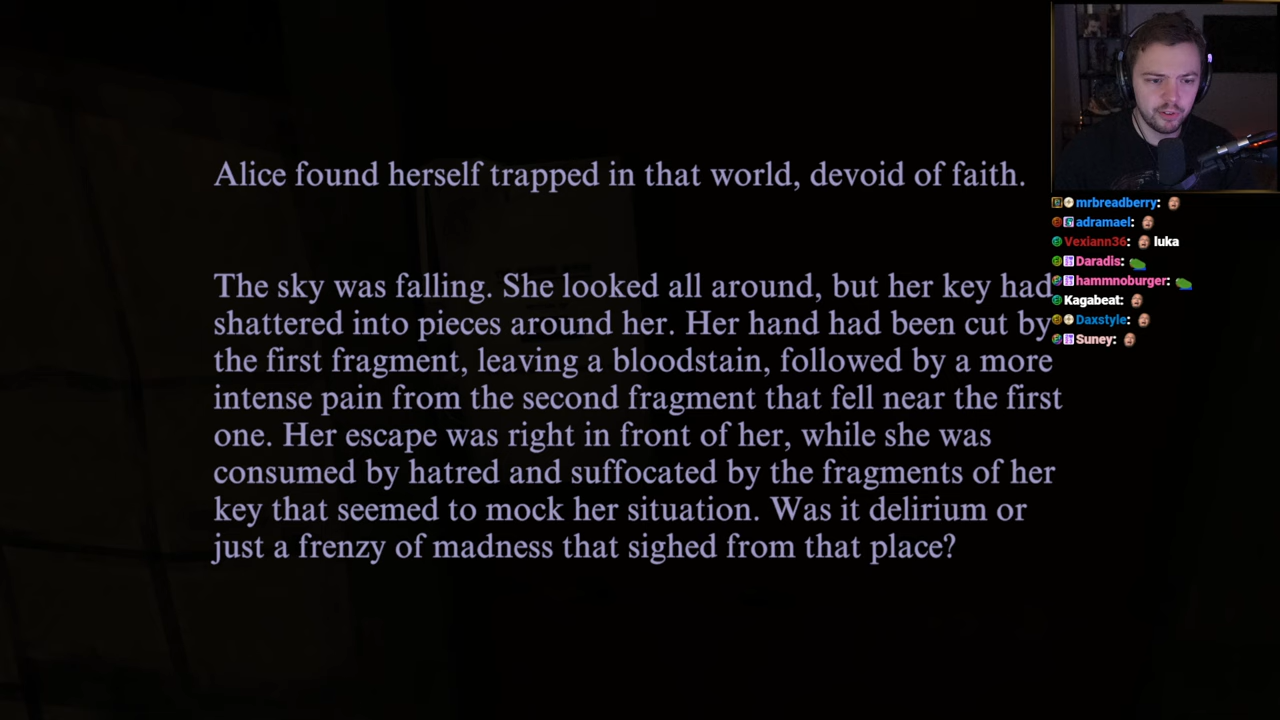 Alice found herself trapped in that world, devoid of faith.
The sky was falling. She looked all around, but her key had
shattered into pieces around her. Her hand had been cut by
the first fragment, leaving a bloodstain, followed by a more
intense pain from the second fragment that fell near the first
one. Her escape was right in front of her, while she was
consumed by hatred and suffocated by the fragments of her
key that seemed to mock her situation. Was it delirium or
just a frenzy of madness that sighed from that place?
mrbreadberry:
adramael:
Vexiann36: luka
Daradis:
hammnoburger:
Kagabeat:
Daxstyle:
Suney: